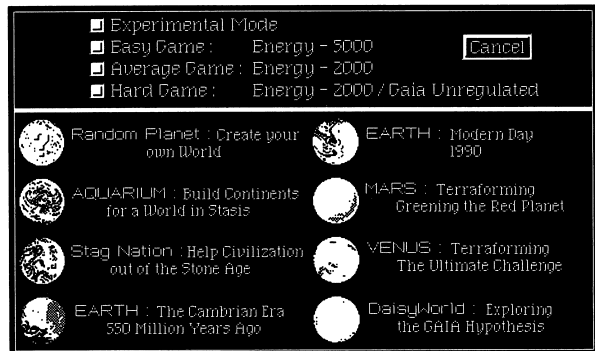 Experimental Mode
Easy Game : Energy - 5000
Cancel
Average Game : Energy - 2000
Hard Game : Energy - 2000 / Gaia Unregulated
Random Planet : Create your
own World
EARTH : Modern Day
1990
AQUARIUM : Build Continents
for a World in Stasis
MARS : Terraforming
Greening the Red Planet
Stag Nation : Help Civilization
out of the Stone Age
VENUS : Terraforming
The Ultimate Challenge
EARTH : The Cambrian Era
550 Million Years Ago
DaisyWorld : Exploring
the GAIA Hypothesis